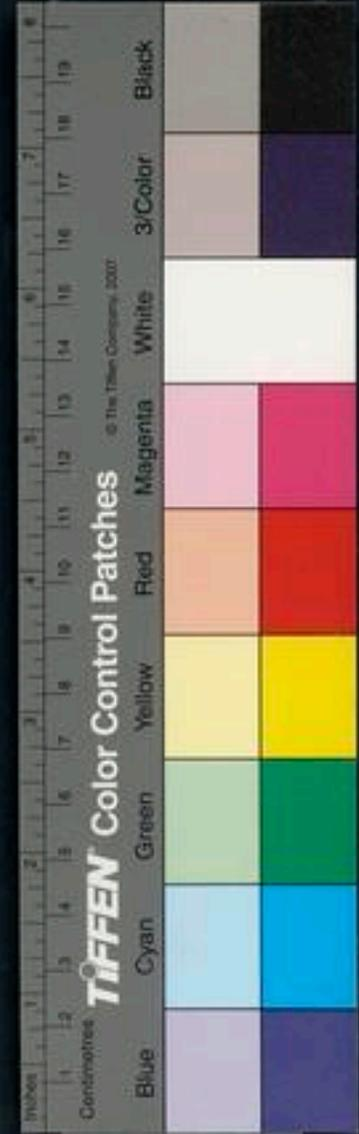 Inches 1 2 3 4 5 6 7 8
Centimetres 1 2 3 4 5 6 7 8 9 10 11 12 13 14 15 16 17 18 19
TIFFEN® Color Control Patches © The Tiffen Company, 2007
Blue Cyan Green Yellow Red Magenta White 3/Color Black